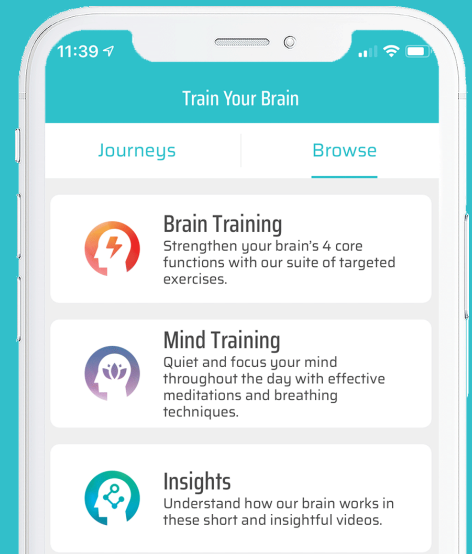 11:39
Train Your Brain
Journeys
Browse
Brain Training
Strengthen your brain's 4 core
functions with our suite of targeted
exercises.
Mind Training
Quiet and focus your mind
throughout the day with effective
meditations and breathing
techniques.
Insights
Understand how our brain works in
these short and insightful videos.